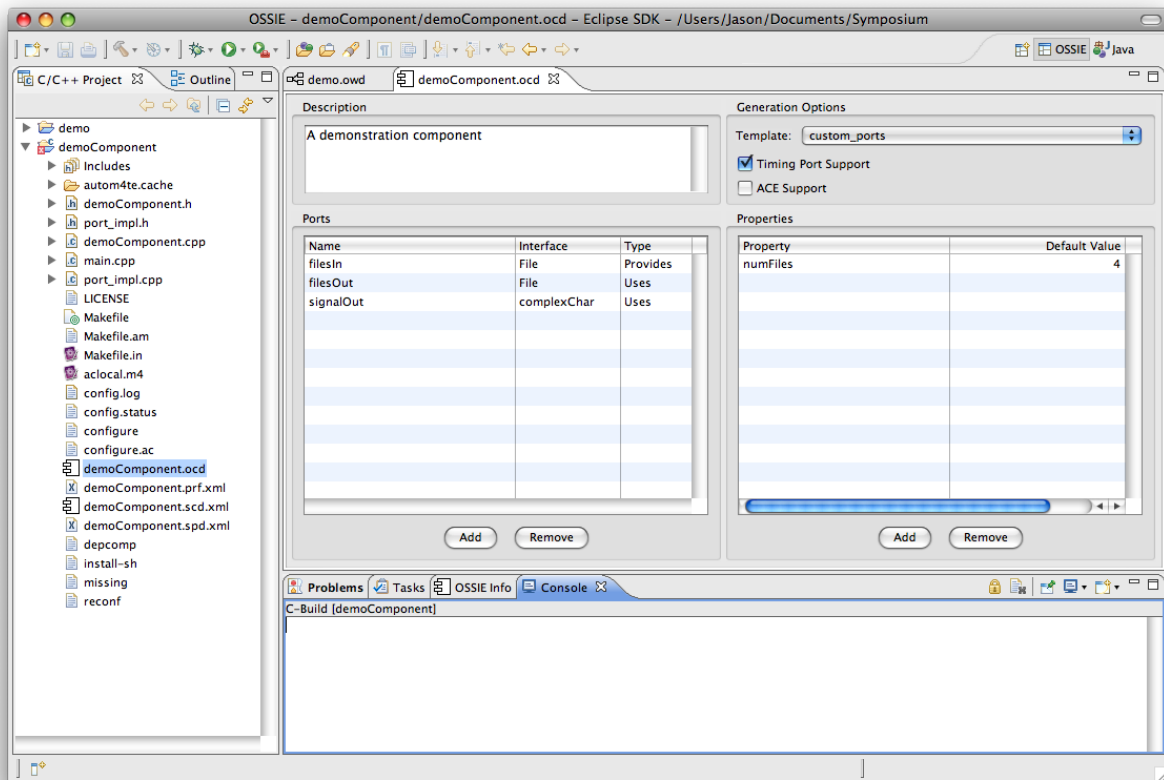 OSSIE – demoComponent/demoComponent.ocd – Eclipse SDK – /Users/Jason/Documents/Symposium
OSSIE
Java
C/C++ Project
Outline
demo
demoComponent
Includes
autom4te.cache
demoComponent.h
port_impl.h
demoComponent.cpp
main.cpp
port_impl.cpp
LICENSE
Makefile
Makefile.am
Makefile.in
aclocal.m4
config.log
config.status
configure
configure.ac
demoComponent.ocd
demoComponent.prf.xml
demoComponent.scd.xml
demoComponent.spd.xml
depcomp
install-sh
missing
reconf
demo.owd
demoComponent.ocd
Description
A demonstration component
Generation Options
Template: custom_ports
Timing Port Support
ACE Support
Ports
Name Interface Type
filesIn File Provides
filesOut File Uses
signalOut complexChar Uses
Add Remove
Properties
Property Default Value
numFiles 4
Add Remove
Problems Tasks OSSIE Info Console
C-Build [demoComponent]